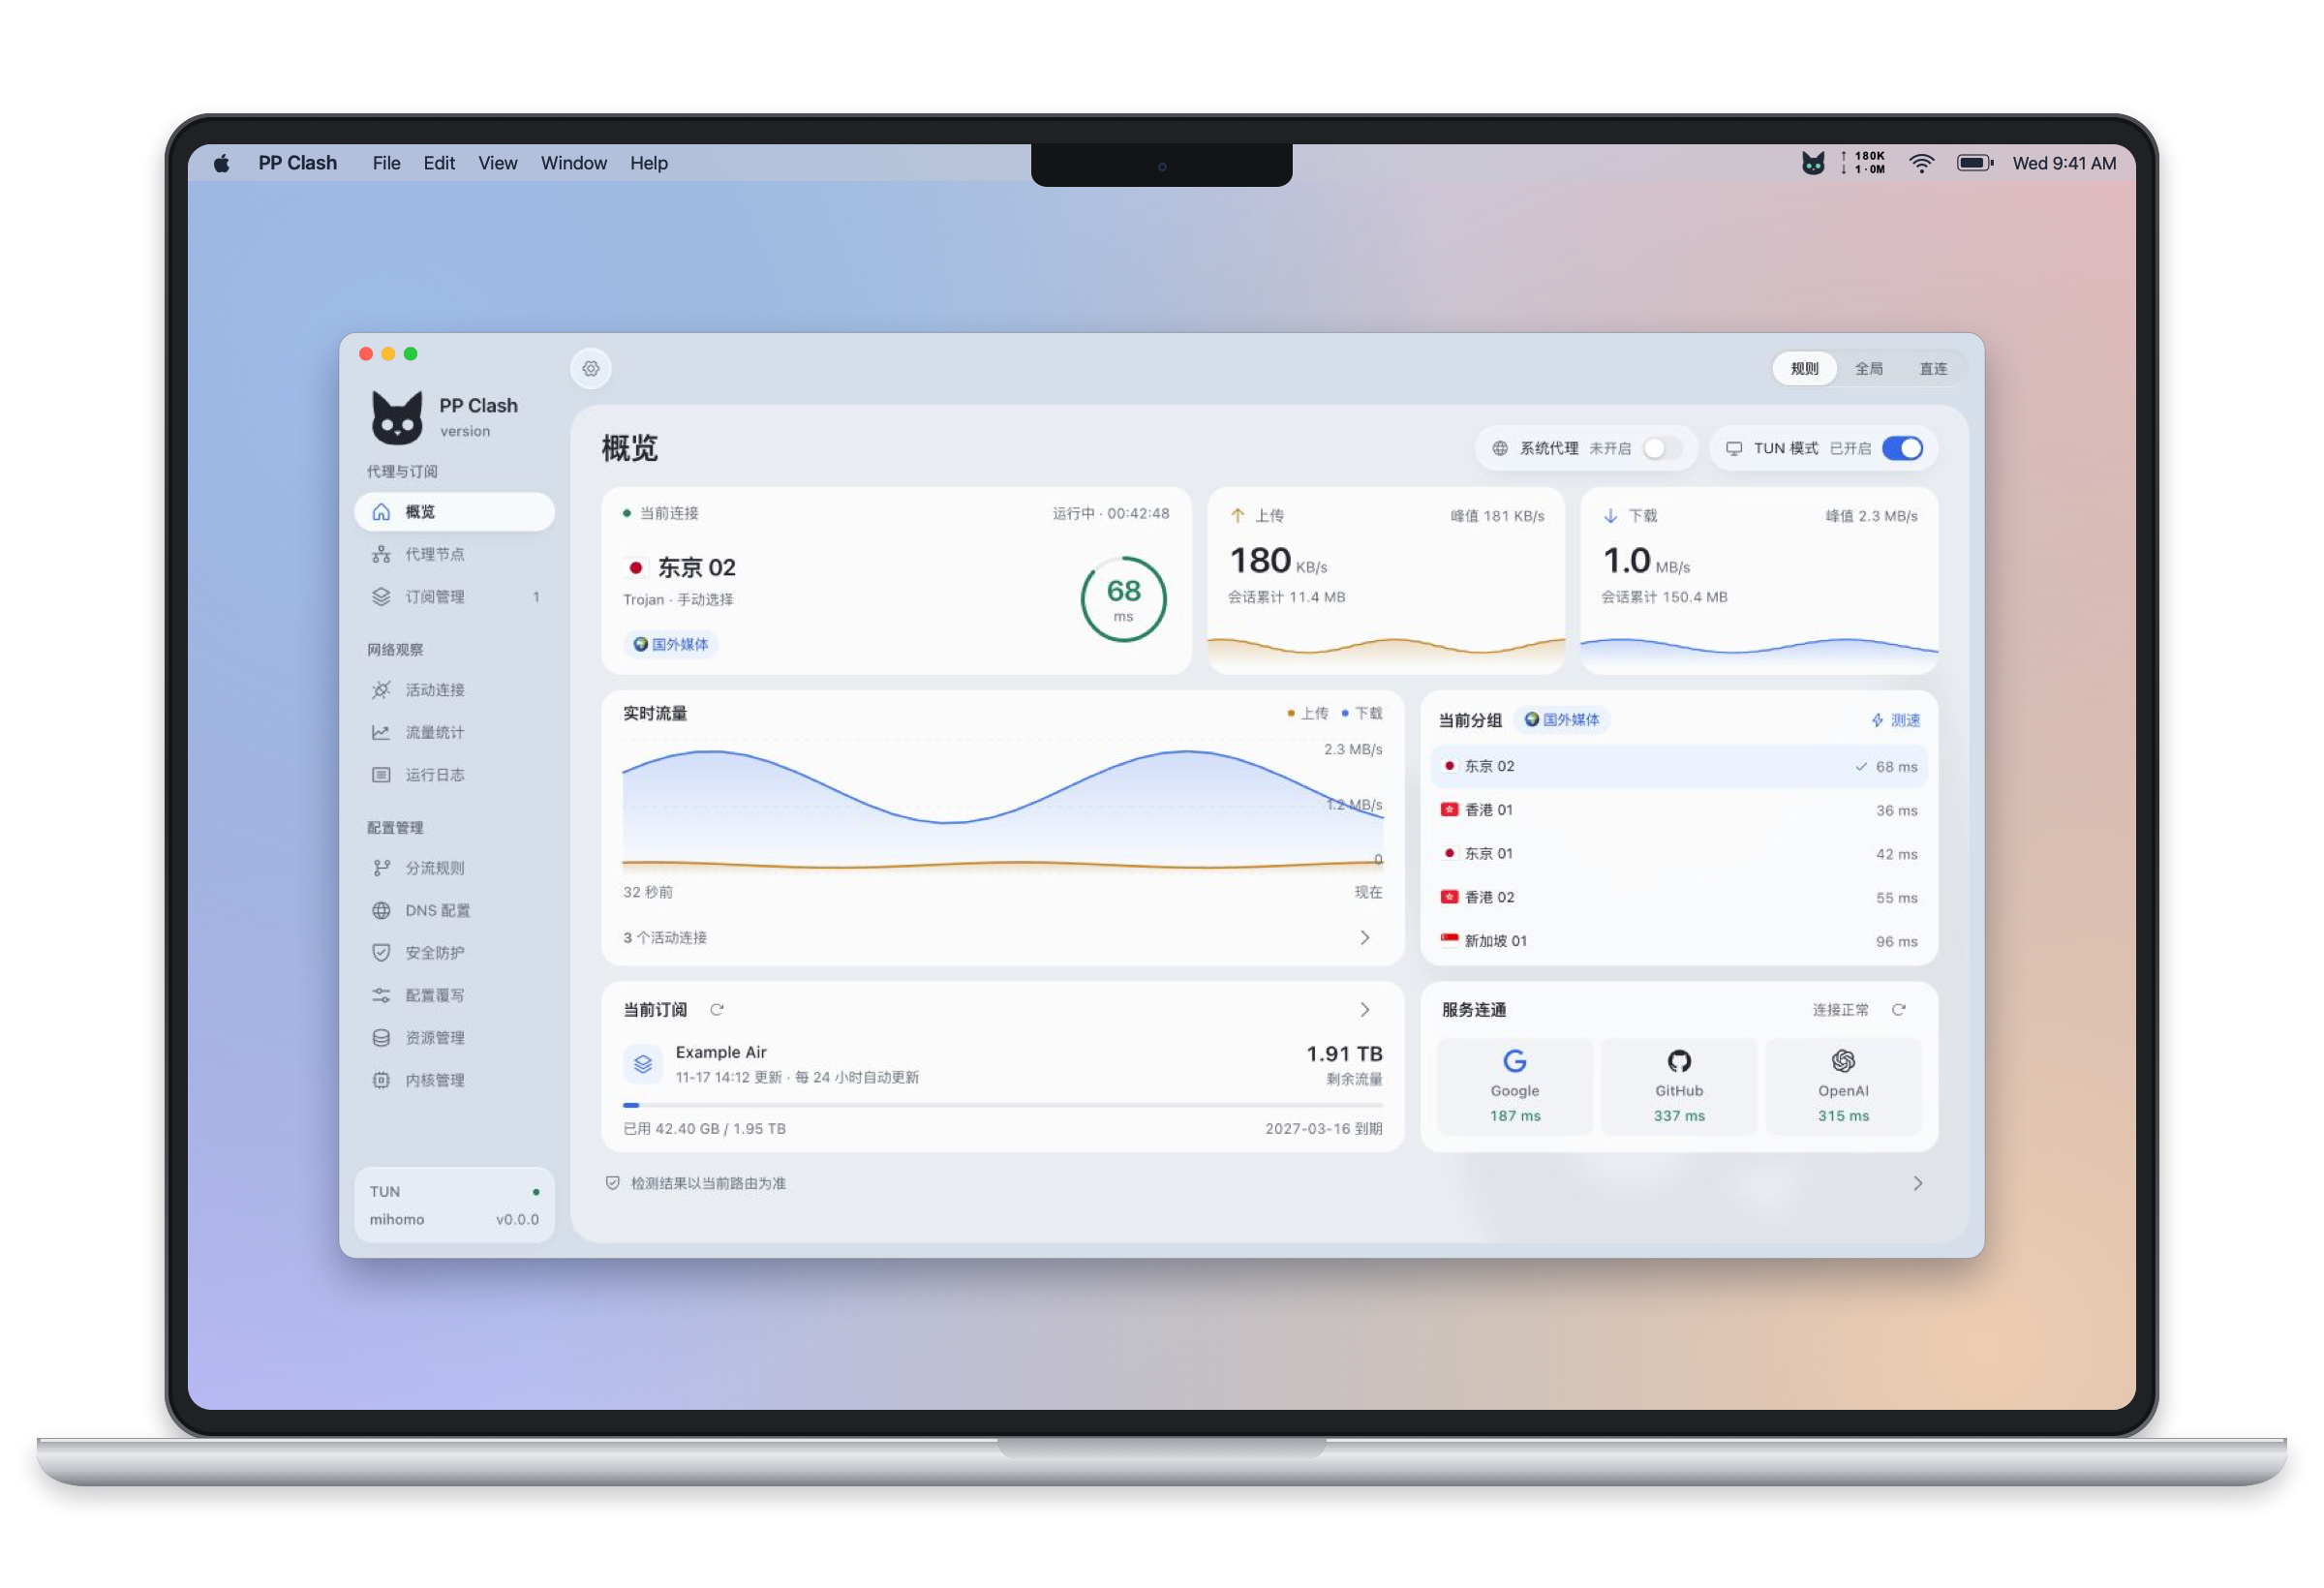 PP Clash File Edit View Window Help
↑ 180K
↓ 1·0M
Wed 9:41 AM
规则 全局 直连
PP Clash
version
代理与订阅
概览
代理节点
订阅管理 1
网络观察
活动连接
流量统计
运行日志
配置管理
分流规则
DNS 配置
安全防护
配置覆写
资源管理
内核管理
TUN
mihomo v0.0.0
概览
系统代理 未开启
TUN 模式 已开启
当前连接 运行中 · 00:42:48
东京 02
Trojan · 手动选择
国外媒体
68
ms
上传 峰值 181 KB/s
180 KB/s
会话累计 11.4 MB
下载 峰值 2.3 MB/s
1.0 MB/s
会话累计 150.4 MB
实时流量 上传 下载
2.3 MB/s
1.2 MB/s
0
32 秒前 现在
3 个活动连接
当前分组 国外媒体 测速
东京 02 68 ms
香港 01 36 ms
东京 01 42 ms
香港 02 55 ms
新加坡 01 96 ms
当前订阅
Example Air 1.91 TB
11-17 14:12 更新 · 每 24 小时自动更新 剩余流量
已用 42.40 GB / 1.95 TB 2027-03-16 到期
服务连通 连接正常
Google GitHub OpenAI
187 ms 337 ms 315 ms
检测结果以当前路由为准